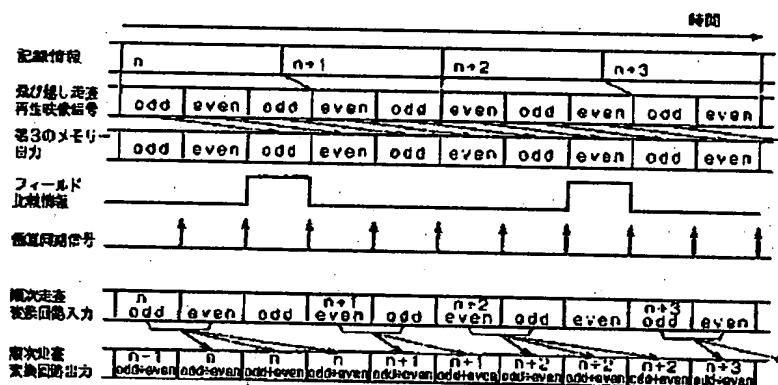 時間
記録情報
n
n+1
n+2
n+3
飛び越し走査
再生映像信号
odd even odd even odd even odd even odd even
第3のメモリー
出力
odd even odd even odd even odd even odd even
フィールド
比較情報
垂直同期信号
順次走査
変換回路入力
n n+1 n+2 n+3
odd even odd even odd even odd even odd even
順次走査
変換回路出力
n-1 n n n n+1 n+1 n+2 n+2 n+2 n+3
odd+even odd+even odd+even odd+even odd+even odd+even odd+even odd+even odd+even odd+even